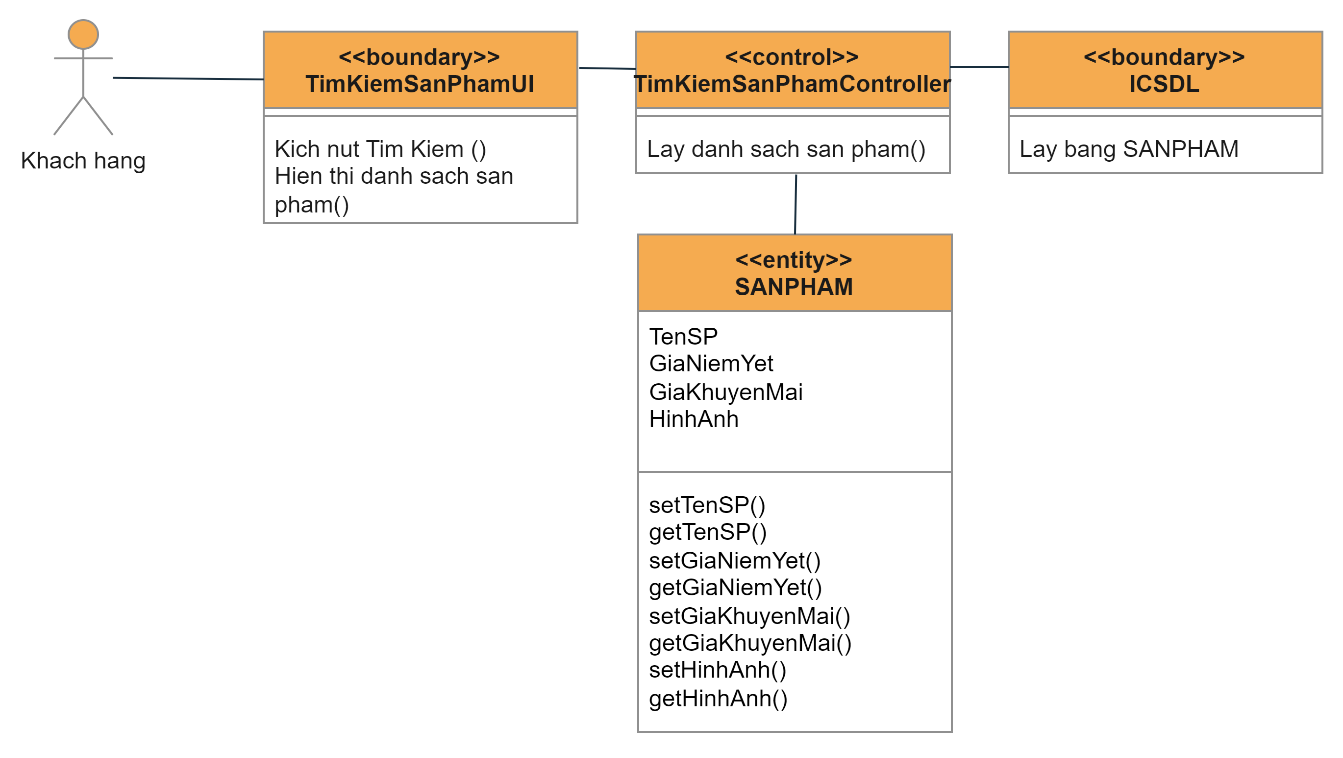 Khach hang
<<boundary>>
TimKiemSanPhamUI
Kich nut Tim Kiem ()
Hien thi danh sach san
pham()
<<control>>
TimKiemSanPhamController
Lay danh sach san pham()
<<boundary>>
ICSDL
Lay bang SANPHAM
<<entity>>
SANPHAM
TenSP
GiaNiemYet
GiaKhuyenMai
HinhAnh
setTenSP()
getTenSP()
setGiaNiemYet()
getGiaNiemYet()
setGiaKhuyenMai()
getGiaKhuyenMai()
setHinhAnh()
getHinhAnh()